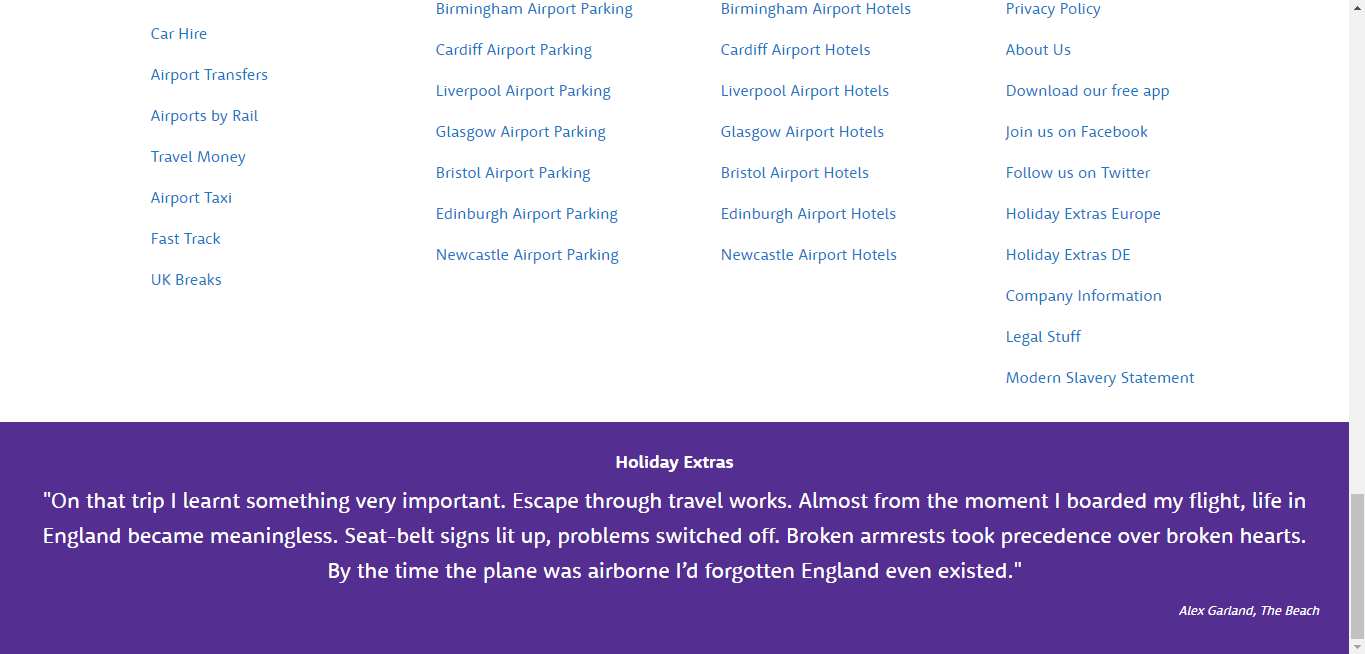 Car Hire
Airport Transfers
Airports by Rail
Travel Money
Airport Taxi
Fast Track
UK Breaks
Birmingham Airport Parking
Cardiff Airport Parking
Liverpool Airport Parking
Glasgow Airport Parking
Bristol Airport Parking
Edinburgh Airport Parking
Newcastle Airport Parking
Birmingham Airport Hotels
Cardiff Airport Hotels
Liverpool Airport Hotels
Glasgow Airport Hotels
Bristol Airport Hotels
Edinburgh Airport Hotels
Newcastle Airport Hotels
Privacy Policy
About Us
Download our free app
Join us on Facebook
Follow us on Twitter
Holiday Extras Europe
Holiday Extras DE
Company Information
Legal Stuff
Modern Slavery Statement
Holiday Extras
"On that trip I learnt something very important. Escape through travel works. Almost from the moment I boarded my flight, life in
England became meaningless. Seat-belt signs lit up, problems switched off. Broken armrests took precedence over broken hearts.
By the time the plane was airborne I’d forgotten England even existed."
Alex Garland, The Beach